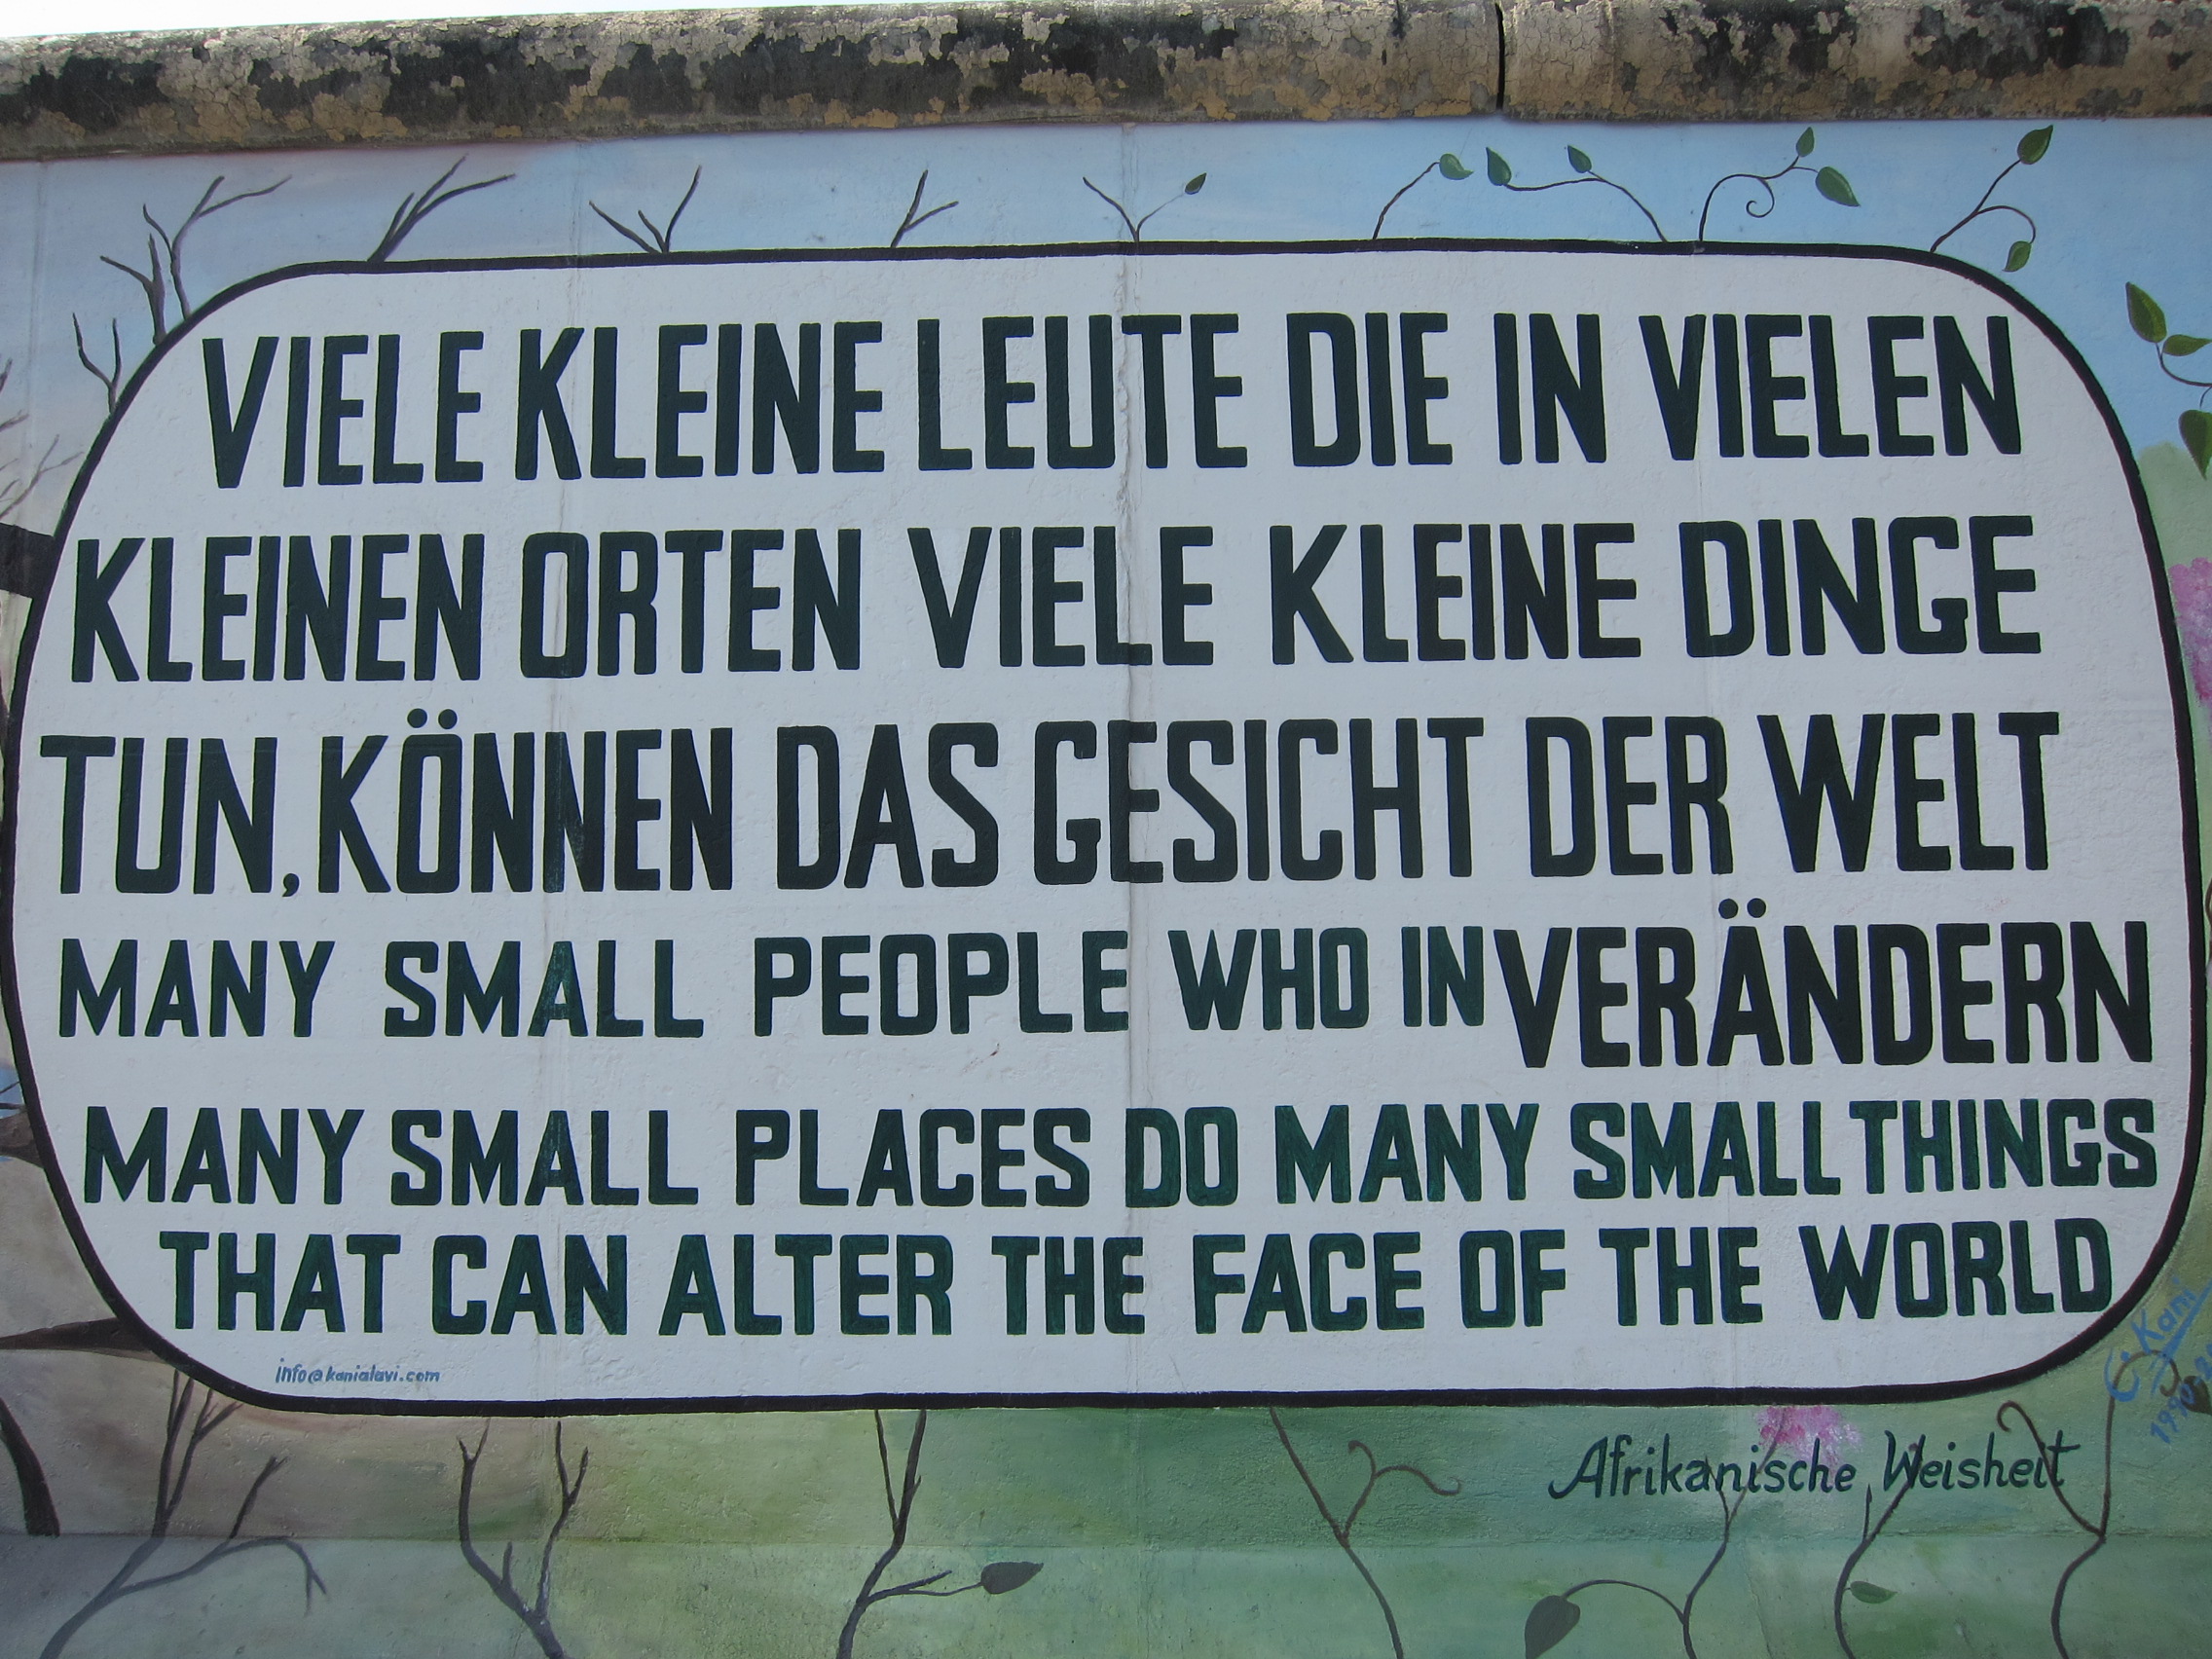 VIELE KLEINE LEUTE DIE IN VIELEN
KLEINEN ORTEN VIELE KLEINE DINGE
TUN, KÖNNEN DAS GESICHT DER WELT
VERÄNDERN
MANY SMALL PEOPLE WHO IN
MANY SMALL PLACES DO MANY SMALL THINGS
THAT CAN ALTER THE FACE OF THE WORLD
info@kanialavi.com
Kani
Afrikanische Weisheit